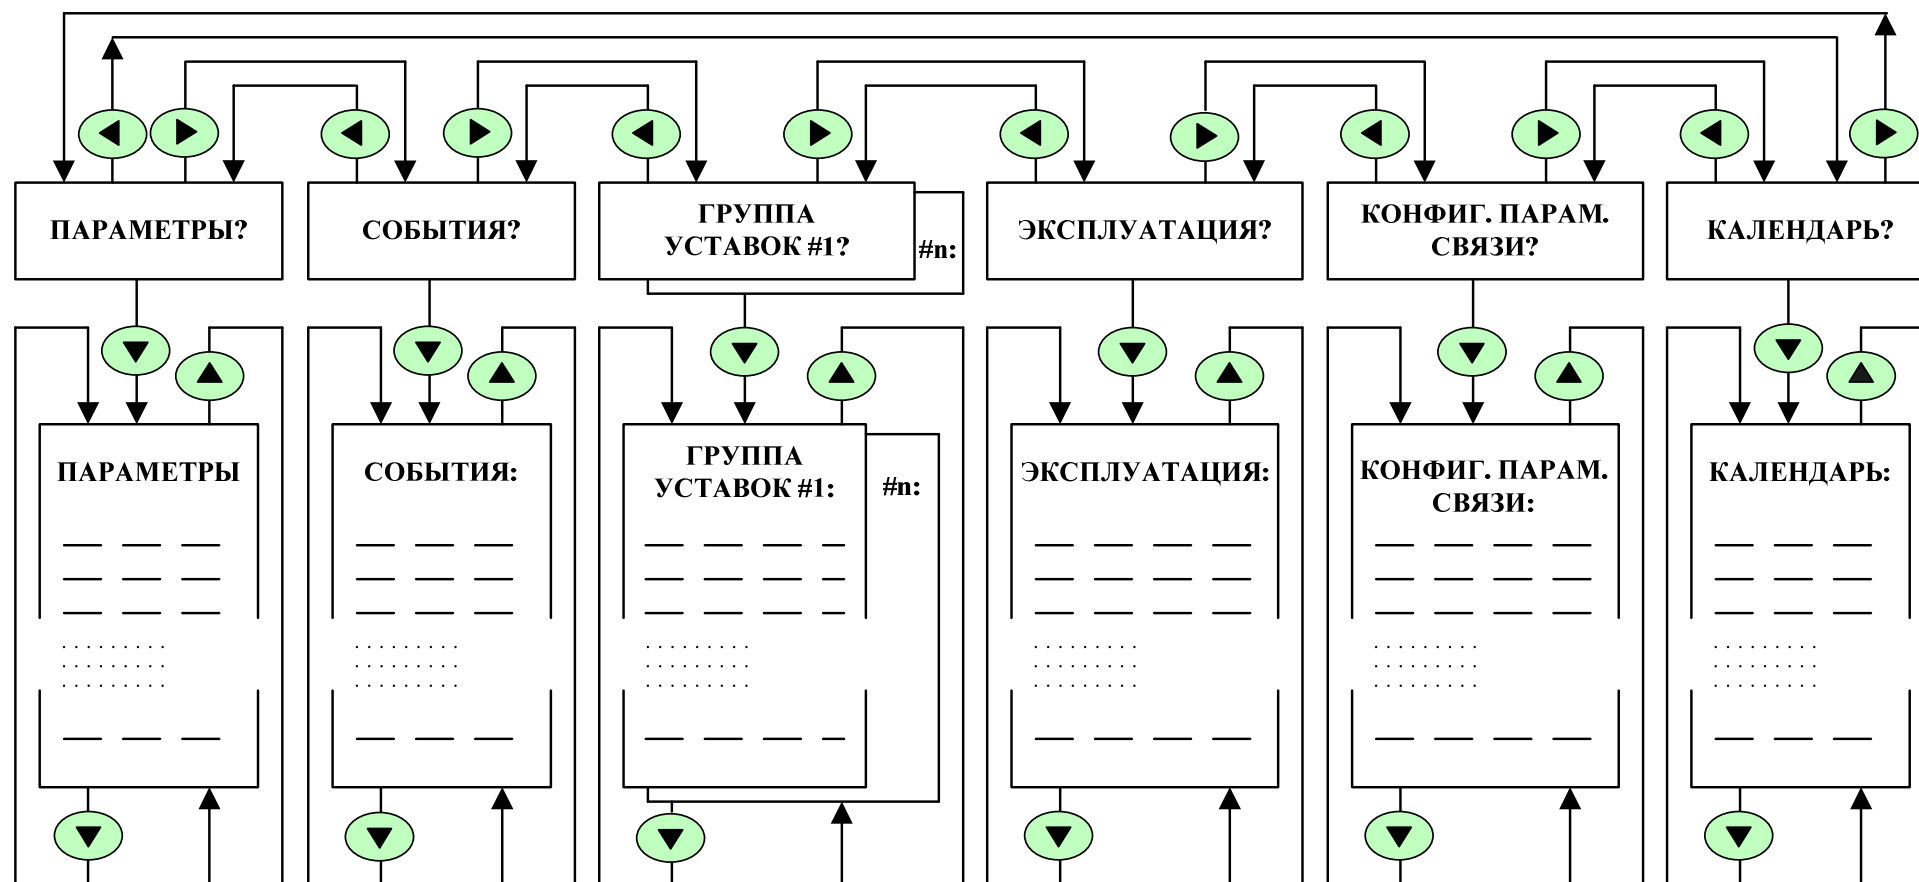 ПАРАМЕТРЫ?
СОБЫТИЯ?
ГРУППА
УСТАВОК #1?
#n:
ЭКСПЛУАТАЦИЯ?
КОНФИГ. ПАРАМ.
СВЯЗИ?
КАЛЕНДАРЬ?
ПАРАМЕТРЫ
СОБЫТИЯ:
ГРУППА
УСТАВОК #1:
#n:
ЭКСПЛУАТАЦИЯ:
КОНФИГ. ПАРАМ.
СВЯЗИ:
КАЛЕНДАРЬ: